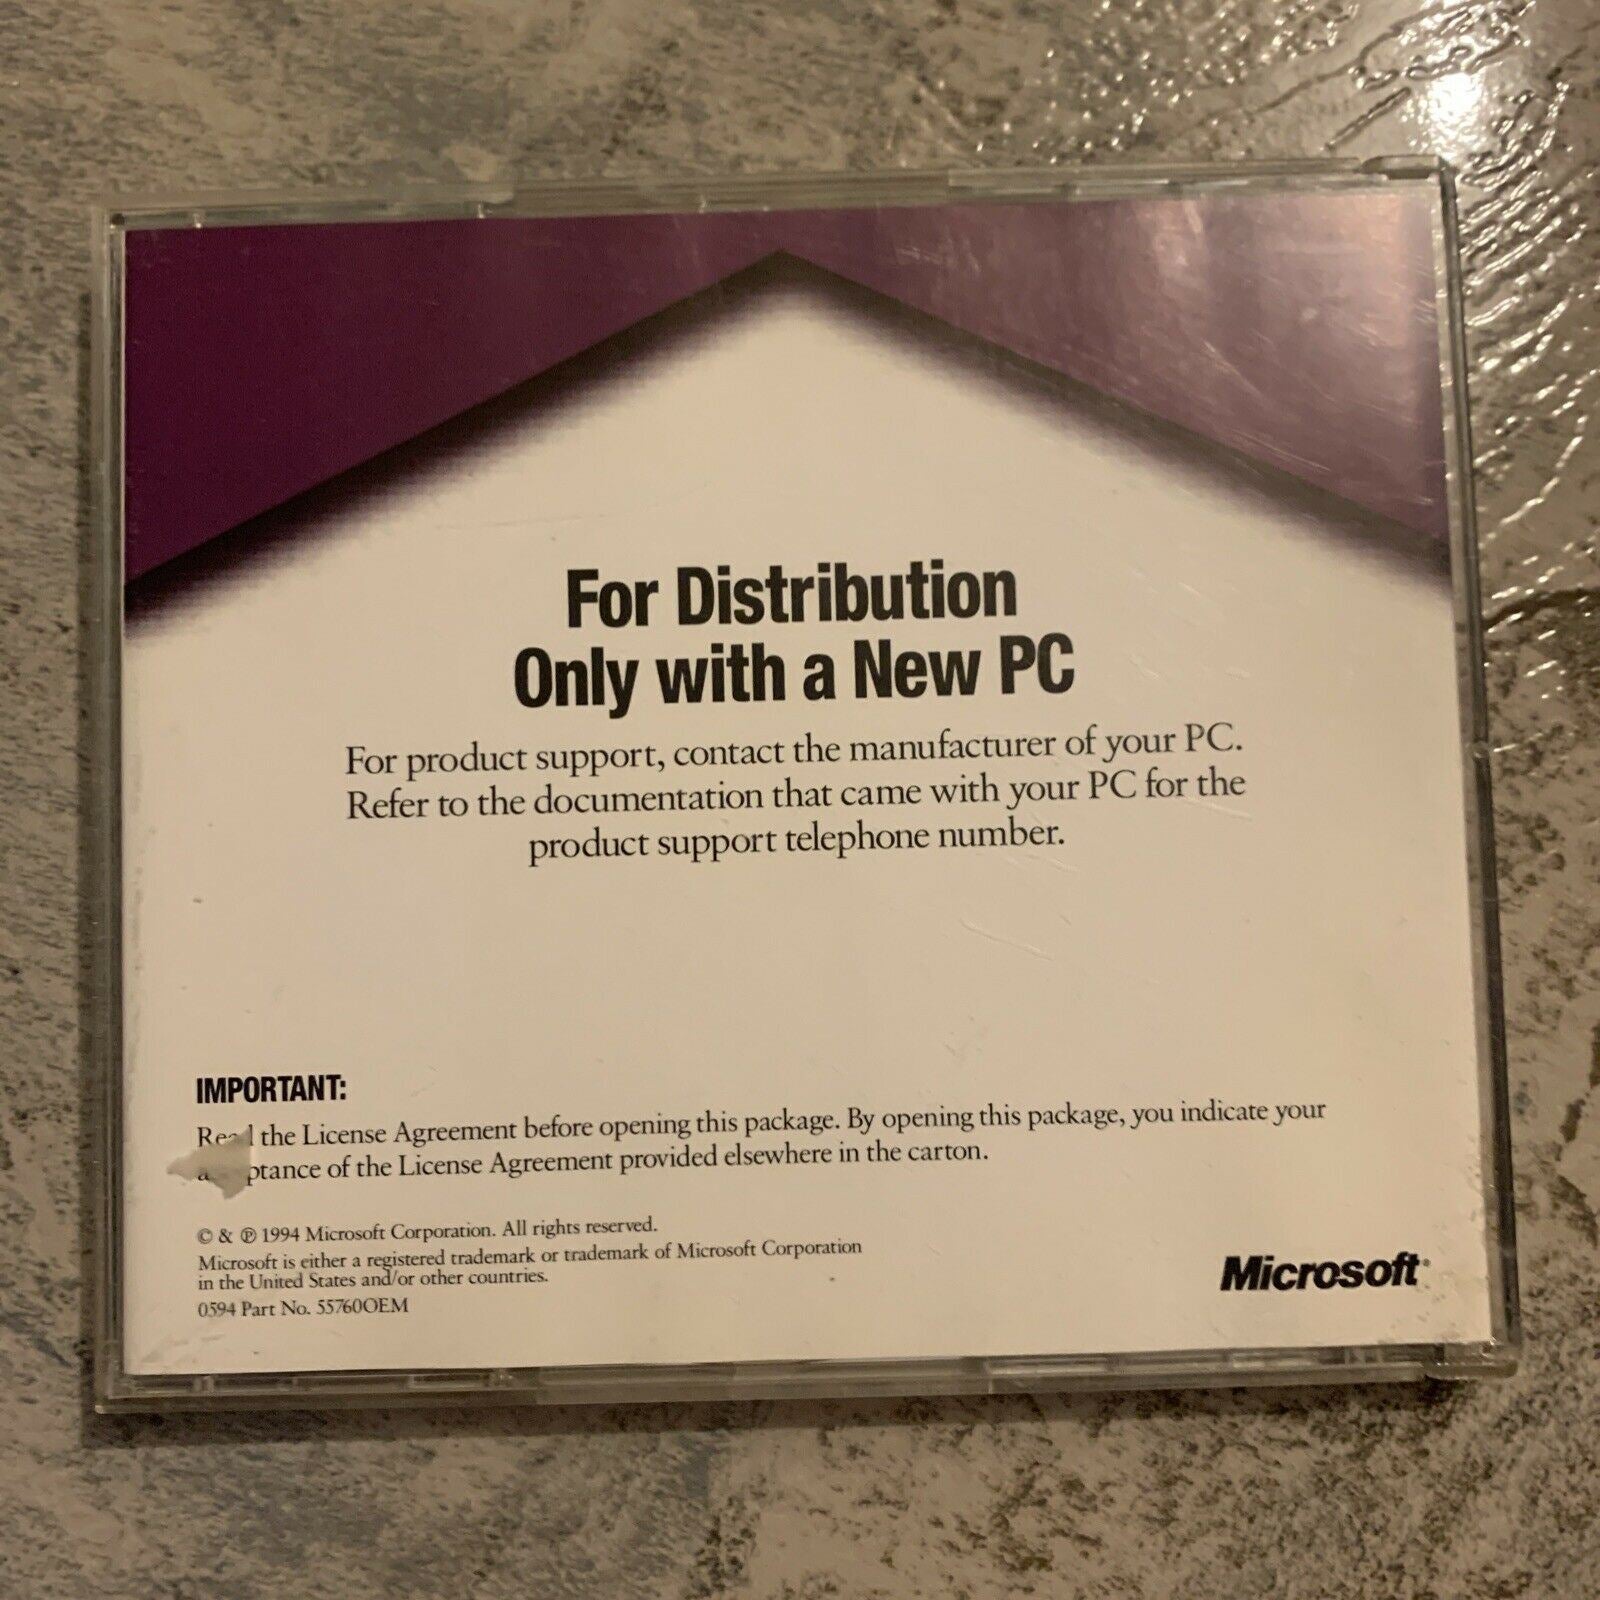 For Distribution
Only with a New PC
For product support, contact the manufacturer of your PC.
Refer to the documentation that came with your PC for the
product support telephone number.
IMPORTANT:
the License Agreement before opening this package. By opening this package, you indicate your
of the License Agreement provided elsewhere in the carton.
© & ℗ 1994 Microsoft Corporation. All rights reserved.
Microsoft is either a registered trademark or trademark of Microsoft Corporation
in the United States and/or other countries.
0594 Part No. 55760OEM
Microsoft®